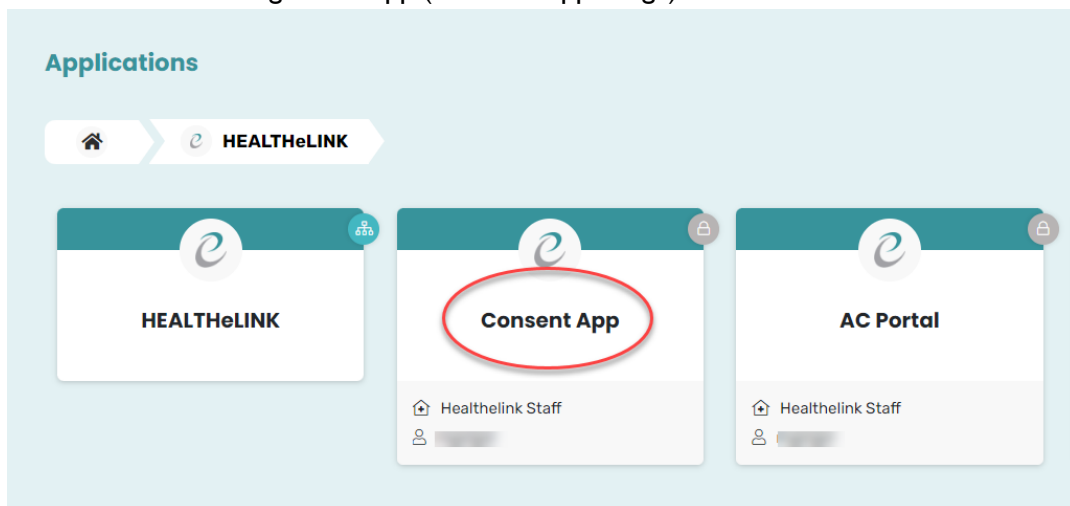 Applications
HEALTHeLINK
HEALTHeLINK
Consent App
AC Portal
Healthelink Staff
Healthelink Staff